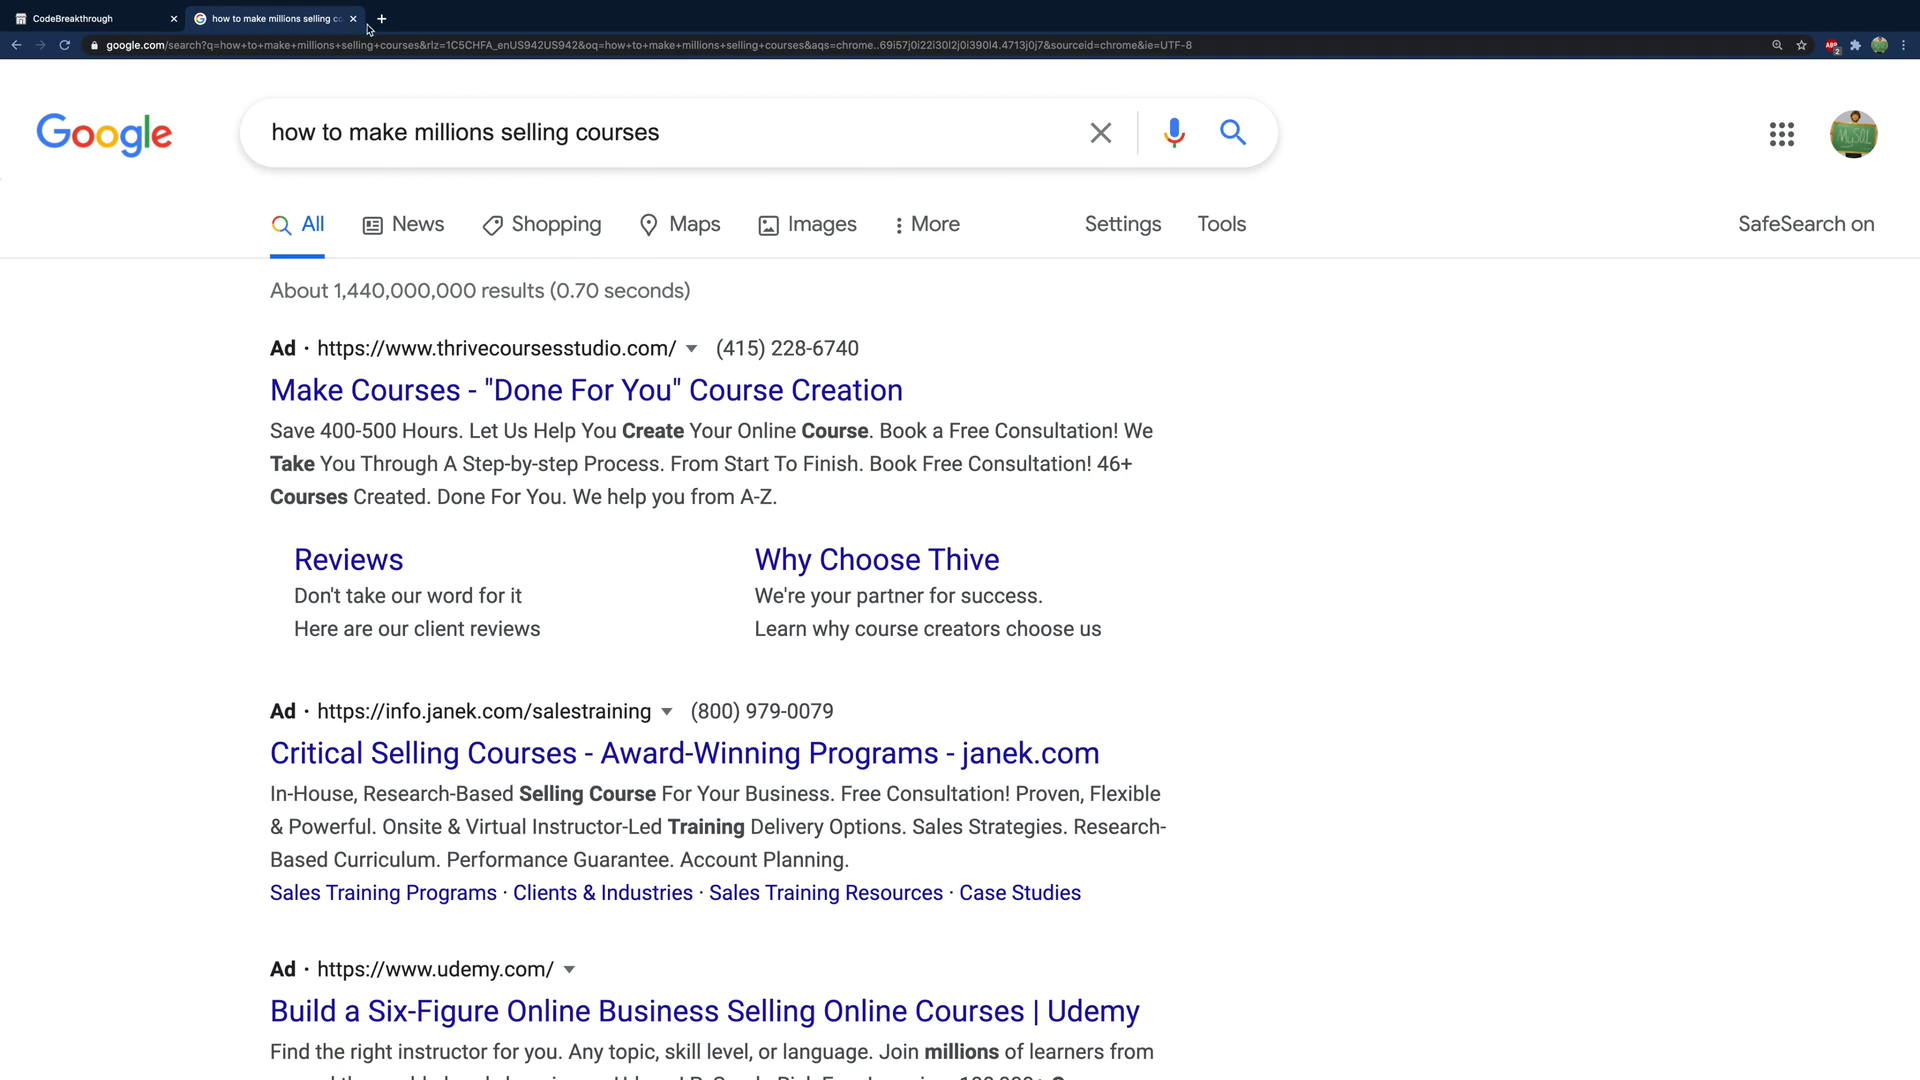 CodeBreakthrough
how to make millions selling co
google.com/search?q=how+to+make+millions+selling+courses&rlz=1C5CHFA_enUS942US942&oq=how+to+make+millions+selling+courses&aqs=chrome..69i57j0i22i30l2j0i390l4.4713j0j7&sourceid=chrome&ie=UTF-8
ABP
2
Google
how to make millions selling courses
MySQL
All
News
Shopping
Maps
Images
More
Settings
Tools
SafeSearch on
About 1,440,000,000 results (0.70 seconds)
Ad · https://www.thrivecoursesstudio.com/ (415) 228-6740
Make Courses - "Done For You" Course Creation
Save 400-500 Hours. Let Us Help You Create Your Online Course. Book a Free Consultation! We
Take You Through A Step-by-step Process. From Start To Finish. Book Free Consultation! 46+
Courses Created. Done For You. We help you from A-Z.
Reviews
Don't take our word for it
Here are our client reviews
Why Choose Thive
We're your partner for success.
Learn why course creators choose us
Ad · https://info.janek.com/salestraining (800) 979-0079
Critical Selling Courses - Award-Winning Programs - janek.com
In-House, Research-Based Selling Course For Your Business. Free Consultation! Proven, Flexible
& Powerful. Onsite & Virtual Instructor-Led Training Delivery Options. Sales Strategies. Research-
Based Curriculum. Performance Guarantee. Account Planning.
Sales Training Programs · Clients & Industries · Sales Training Resources · Case Studies
Ad · https://www.udemy.com/
Build a Six-Figure Online Business Selling Online Courses | Udemy
Find the right instructor for you. Any topic, skill level, or language. Join millions of learners from